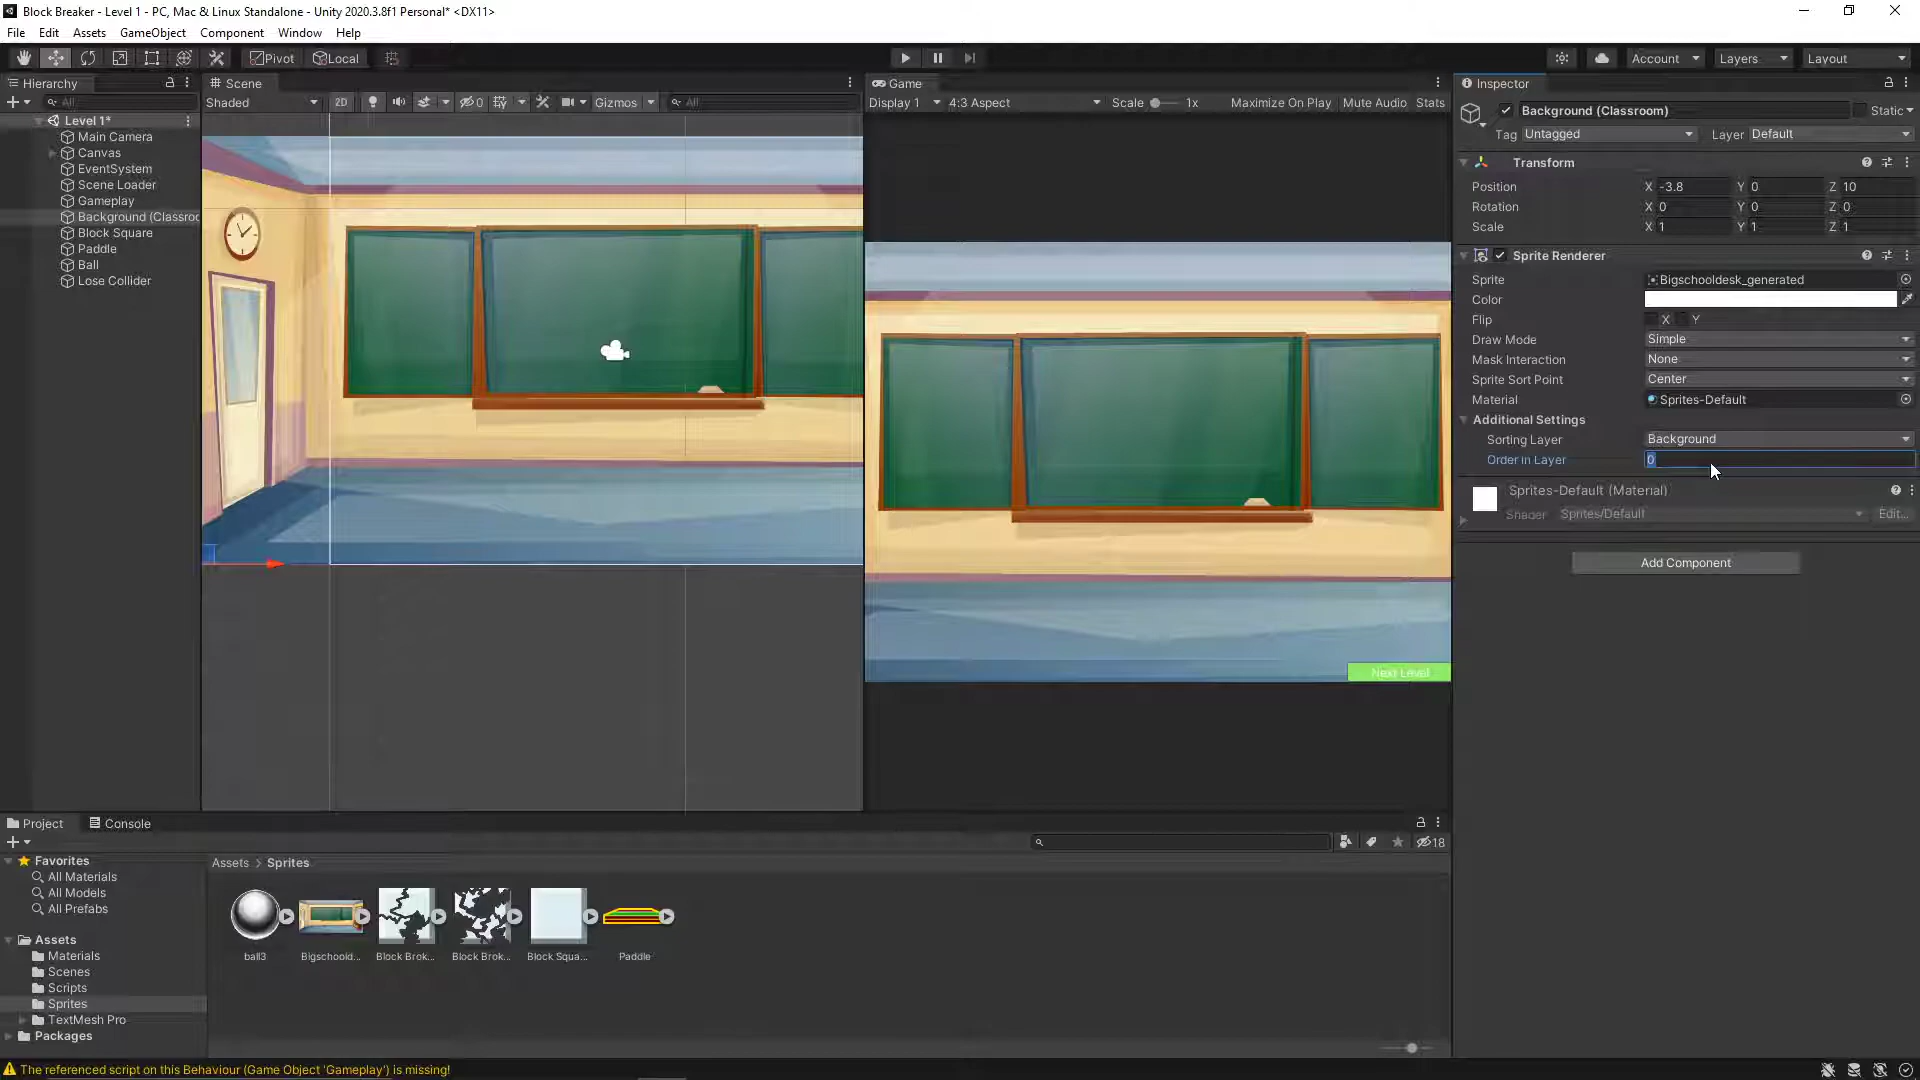 Block Breaker - Level 1 - PC, Mac & Linux Standalone - Unity 2020.3.8f1 Personal* <DX11>
File Edit Assets GameObject Component Window Help
Pivot Local Account Layers Layout
Hierarchy
All
Level 1*
Main Camera
Canvas
EventSystem
Scene Loader
Gameplay
Background (Classroo
Block Square
Paddle
Ball
Lose Collider
Scene
Shaded 2D 0 Gizmos All
Game
Display 1 4:3 Aspect Scale 1x Maximize On Play Mute Audio Stats
Next Level
Inspector
Background (Classroom) Static
Tag Untagged Layer Default
Transform
Position X -3.8 Y 0 Z 10
Rotation X 0 Y 0 Z 0
Scale X 1 Y 1 Z 1
Sprite Renderer
Sprite Bigschooldesk_generated
Color
Flip X Y
Draw Mode Simple
Mask Interaction None
Sprite Sort Point Center
Material Sprites-Default
Additional Settings
Sorting Layer Background
Order in Layer 0
Sprites-Default (Material)
Shader Sprites/Default Edit...
Add Component
Project Console
18
Favorites
All Materials
All Models
All Prefabs
Assets
Materials
Scenes
Scripts
Sprites
TextMesh Pro
Packages
Assets > Sprites
ball3 Bigschoold... Block Brok... Block Brok... Block Squa... Paddle
The referenced script on this Behaviour (Game Object 'Gameplay') is missing!